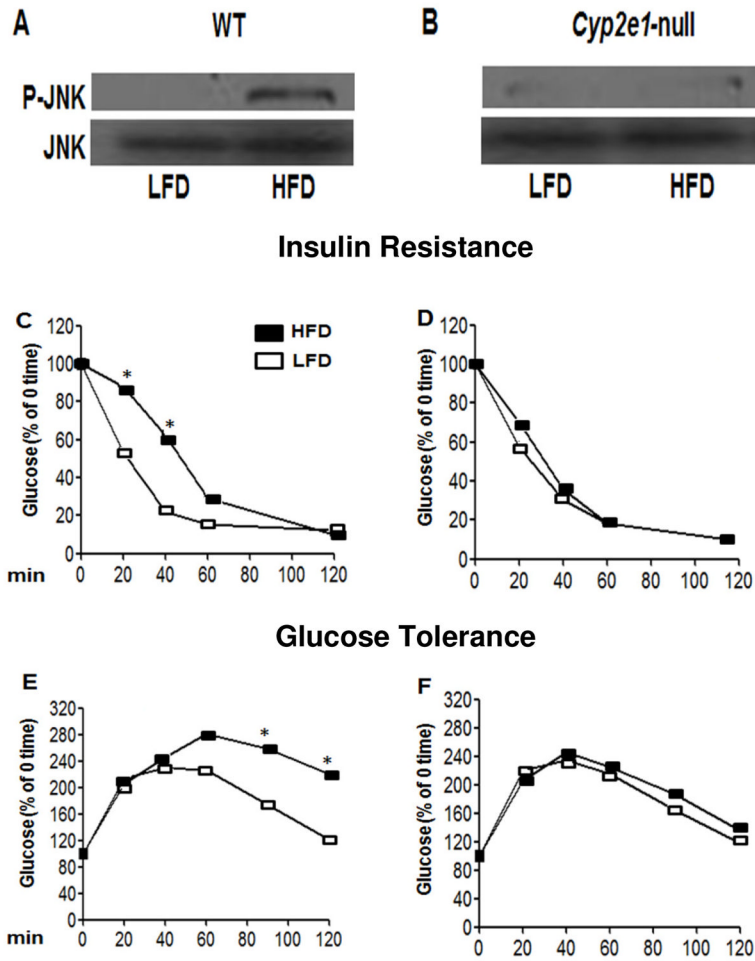 A WT B Cyp2e1-null
P-JNK
JNK
LFD HFD LFD HFD
Insulin Resistance
C D
HFD
LFD
* *
Glucose (% of 0 time)
120
100
80
60
40
20
0
min 0 20 40 60 80 100 120
Glucose (% of 0 time)
120
100
80
60
40
20
0
0 20 40 60 80 100 120
Glucose Tolerance
E F
* *
Glucose (% of 0 time)
320
280
240
200
160
120
80
40
0
min 0 20 40 60 80 100 120
Glucose (% of 0 time)
320
280
240
200
160
120
80
40
0
0 20 40 60 80 100 120